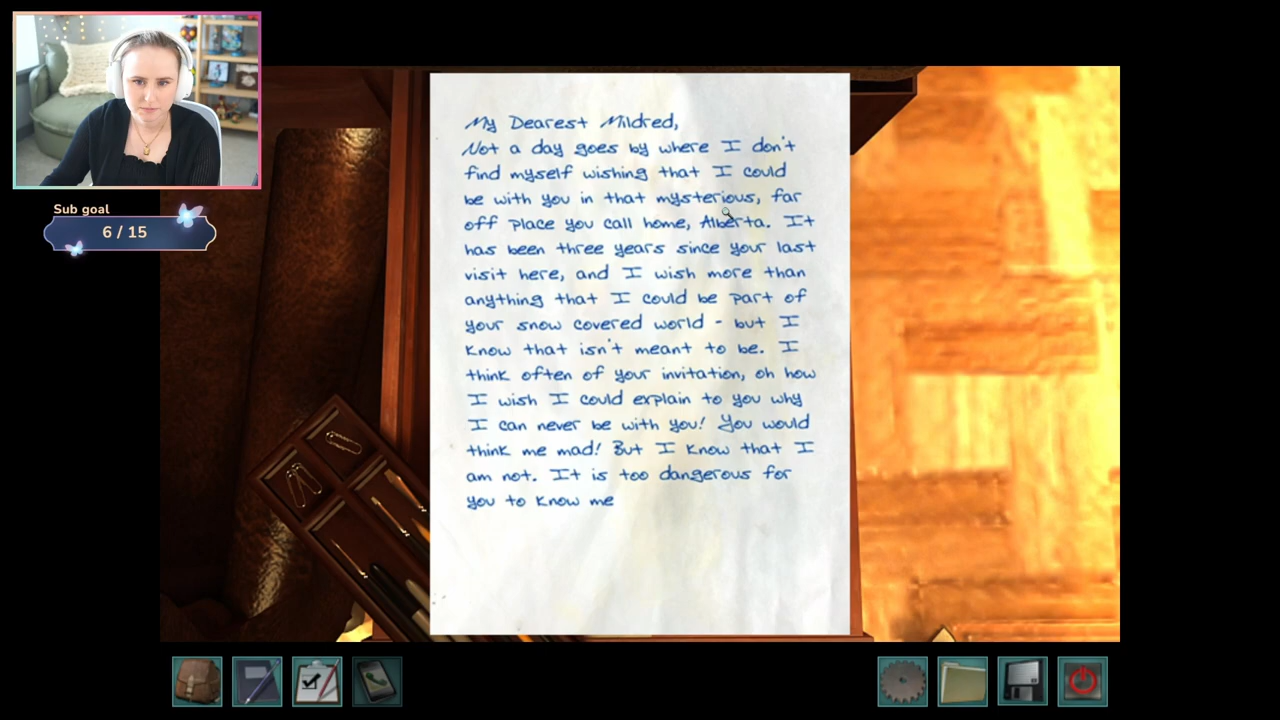 Sub goal
6 / 15
My Dearest Mildred,
Not a day goes by where I don't
find myself wishing that I could
be with you in that mysterious, far
off place you call home, Alberta. It
has been three years since your last
visit here, and I wish more than
anything that I could be part of
your snow covered world - but I
know that isn't meant to be. I
think often of your invitation, oh how
I wish I could explain to you why
I can never be with you! You would
think me mad! But I know that I
am not. It is too dangerous for
you to know me